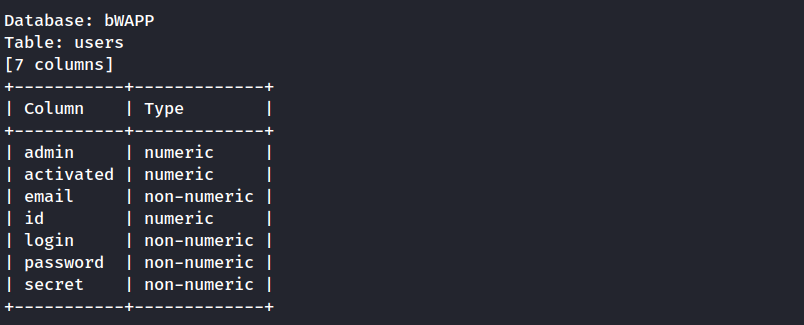 Database: bWAPP
Table: users
[7 columns]
+-----------+-------------+
| Column    | Type        |
+-----------+-------------+
| admin     | numeric     |
| activated | numeric     |
| email     | non-numeric |
| id        | numeric     |
| login     | non-numeric |
| password  | non-numeric |
| secret    | non-numeric |
+-----------+-------------+